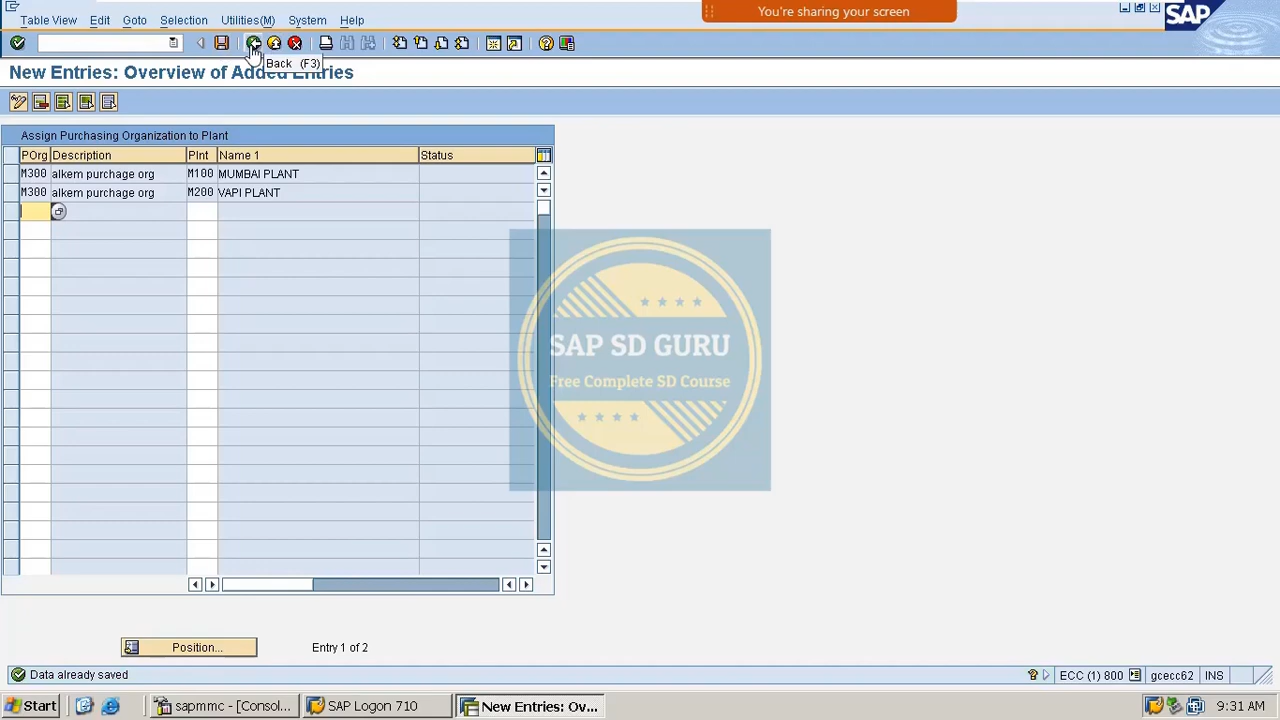 You're sharing your screen
Table View Edit Goto Selection Utilities(M) System Help
SAP
Back (F3)
New Entries: Overview of Added Entries
Assign Purchasing Organization to Plant
POrg Description Plnt Name 1 Status
M300 alkem purchage org M100 MUMBAI PLANT
M300 alkem purchage org M200 VAPI PLANT
SAP SD GURU
Free Complete SD Course
Position... Entry 1 of 2
Data already saved ECC (1) 800 gcecc62 INS
Start sapmmc - [Consol... SAP Logon 710 New Entries: Ov... 9:31 AM